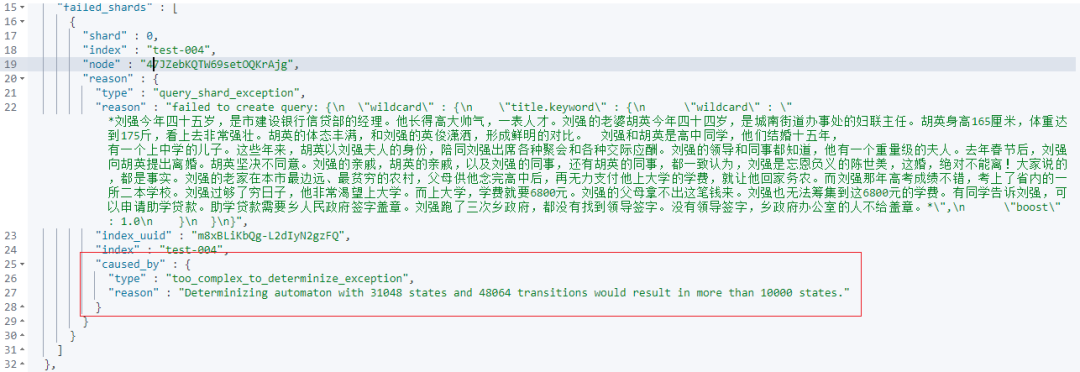 15 "failed_shards" : [
16 {
17 "shard" : 0,
18 "index" : "test-004",
19 "node" : "47JZebKQTW69setOQKrAjg",
20 "reason" : {
21 "type" : "query_shard_exception",
22 "reason" : "failed to create query: {\n \"wildcard\" : {\n \"title.keyword\" : {\n \"wildcard\" : \"
*刘强今年四十五岁，是市建设银行信贷部的经理。他长得高大帅气，一表人才。刘强的老婆胡英今年四十四岁，是城南街道办事处的妇联主任。胡英身高165厘米，体重达
到175斤，看上去非常强壮。胡英的体态丰满，和刘强的英俊潇洒，形成鲜明的对比。 刘强和胡英是高中同学，他们结婚十五年，
有一个上中学的儿子。这些年来，胡英以刘强夫人的身份，陪同刘强出席各种聚会和各种交际应酬。刘强的领导和同事都知道，他有一个重量级的夫人。去年春节后，刘强
向胡英提出离婚。胡英坚决不同意。刘强的亲戚，胡英的亲戚，以及刘强的同事，还有胡英的同事，都一致认为，刘强是忘恩负义的陈世美，这婚，绝对不能离！大家说的
，都是事实。刘强的老家在本市最边远、最贫穷的农村，父母供他念完高中后，再无力支付他上大学的学费，就让他回家务农。而刘强那年高考成绩不错，考上了省内的一
所二本学校。刘强过够了穷日子，他非常渴望上大学。而上大学，学费就要6800元。刘强的父母拿不出这笔钱来。刘强也无法筹集到这6800元的学费。有同学告诉刘强，可
以申请助学贷款。助学贷款需要乡人民政府签字盖章。刘强跑了三次乡政府，都没有找到领导签字。没有领导签字，乡政府办公室的人不给盖章。*\",\n \"boost\"
: 1.0\n }\n }\n}",
23 "index_uuid" : "m8xBLiKbQg-L2dIyN2gzFQ",
24 "index" : "test-004",
25 "caused_by" : {
26 "type" : "too_complex_to_determinize_exception",
27 "reason" : "Determinizing automaton with 31048 states and 48064 transitions would result in more than 10000 states."
28 }
29 }
30 }
31 ]
32 },